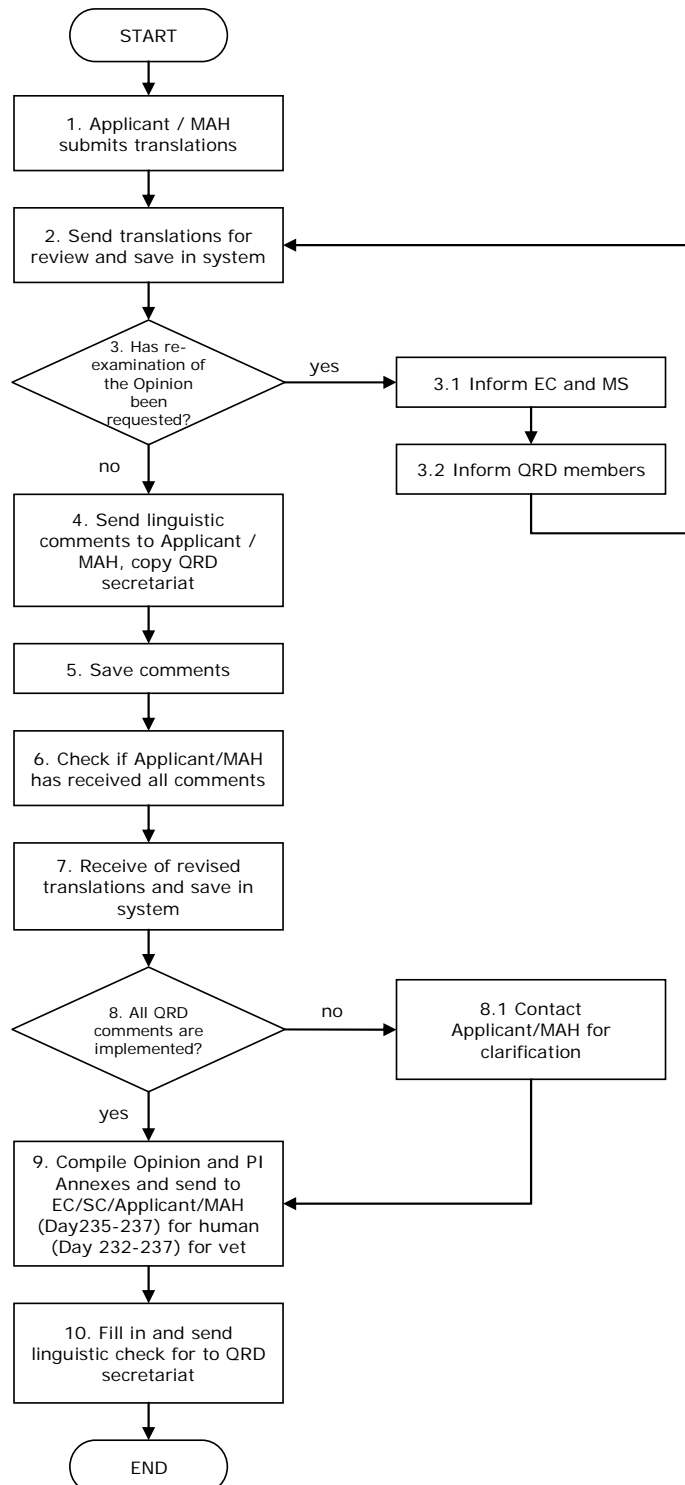 START
1. Applicant / MAH
submits translations
2. Send translations for
review and save in system
3. Has re-
examination of
the Opinion
been
requested?
yes
3.1 Inform EC and MS
3.2 Inform QRD members
no
4. Send linguistic
comments to Applicant /
MAH, copy QRD
secretariat
5. Save comments
6. Check if Applicant/MAH
has received all comments
7. Receive of revised
translations and save in
system
8. All QRD
comments are
implemented?
no
8.1 Contact
Applicant/MAH for
clarification
yes
9. Compile Opinion and PI
Annexes and send to
EC/SC/Applicant/MAH
(Day235-237) for human
(Day 232-237) for vet
10. Fill in and send
linguistic check for to QRD
secretariat
END